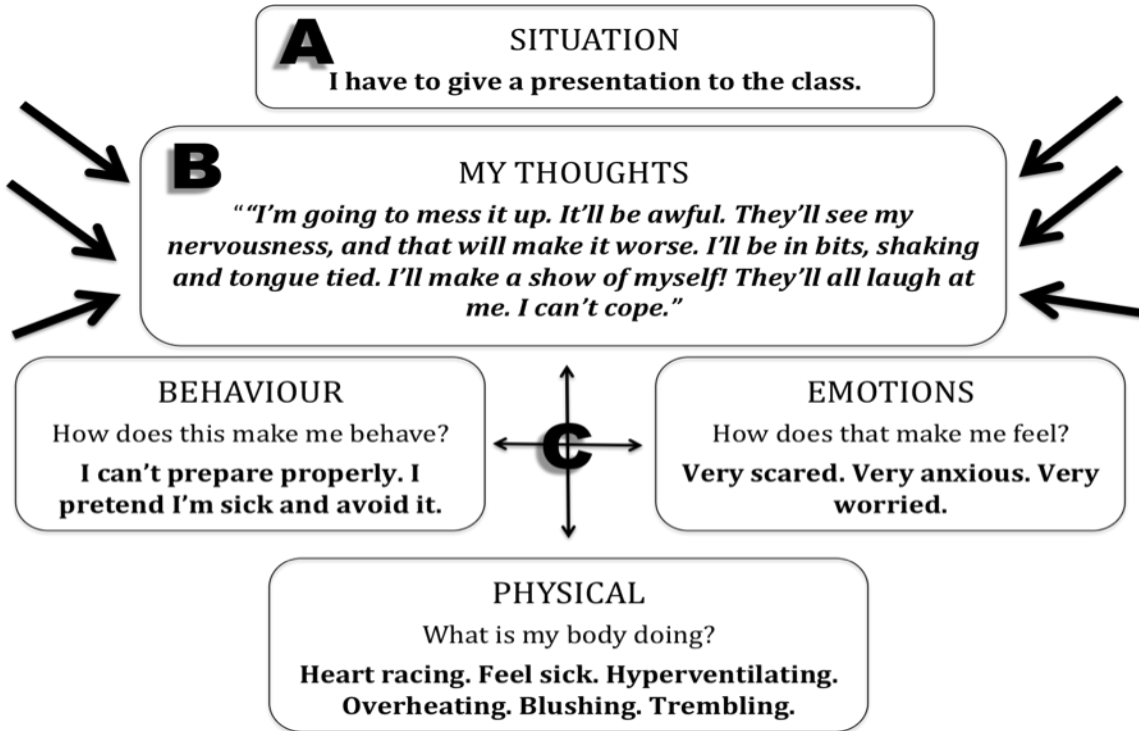 A
SITUATION
I have to give a presentation to the class.
B
MY THOUGHTS
“​“I’m going to mess it up. It’ll be awful. They’ll see my
nervousness, and that will make it worse. I’ll be in bits, shaking
and tongue tied. I’ll make a show of myself! They’ll all laugh at
me. I can’t cope.”
BEHAVIOUR
How does this make me behave?
I can’t prepare properly. I
pretend I’m sick and avoid it.
C
EMOTIONS
How does that make me feel?
Very scared. Very anxious. Very
worried.
PHYSICAL
What is my body doing?
Heart racing. Feel sick. Hyperventilating.
Overheating. Blushing. Trembling.